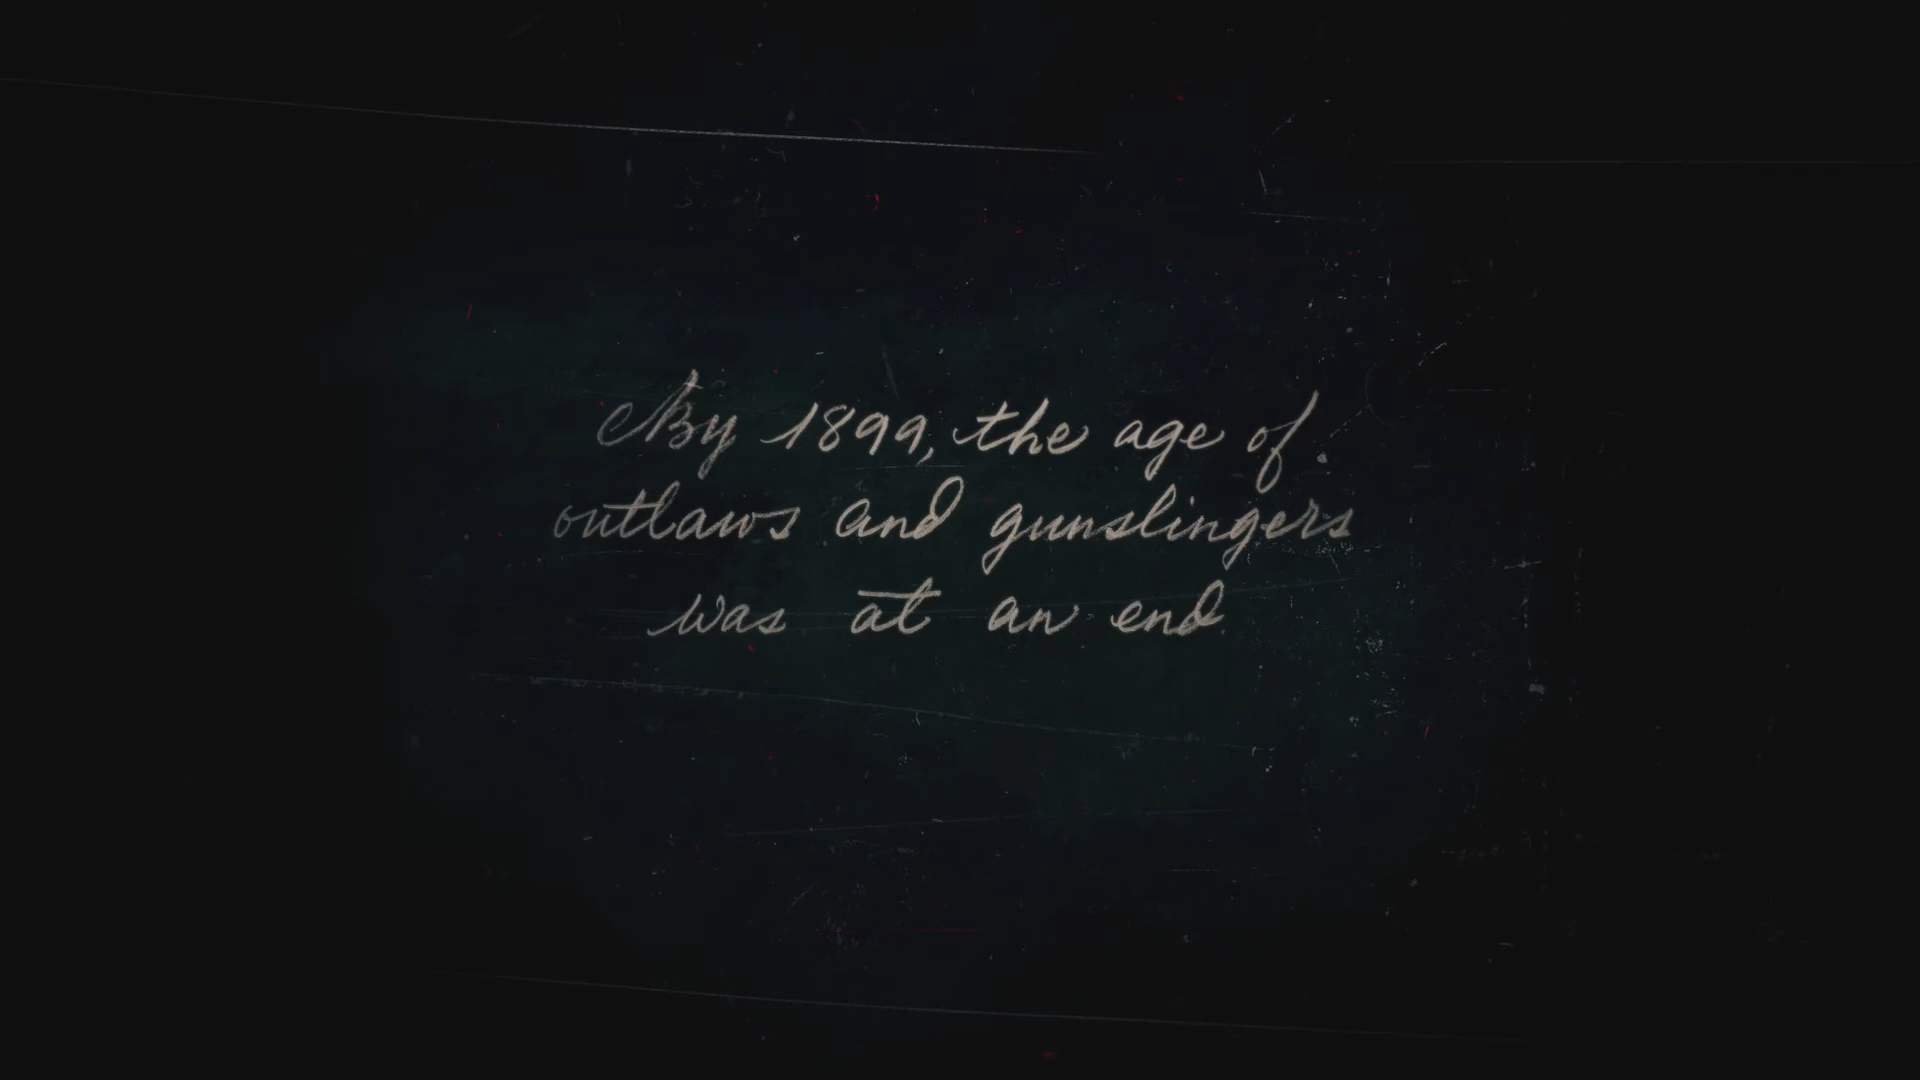 By 1899, the age of
outlaws and gunslingers
was at an end